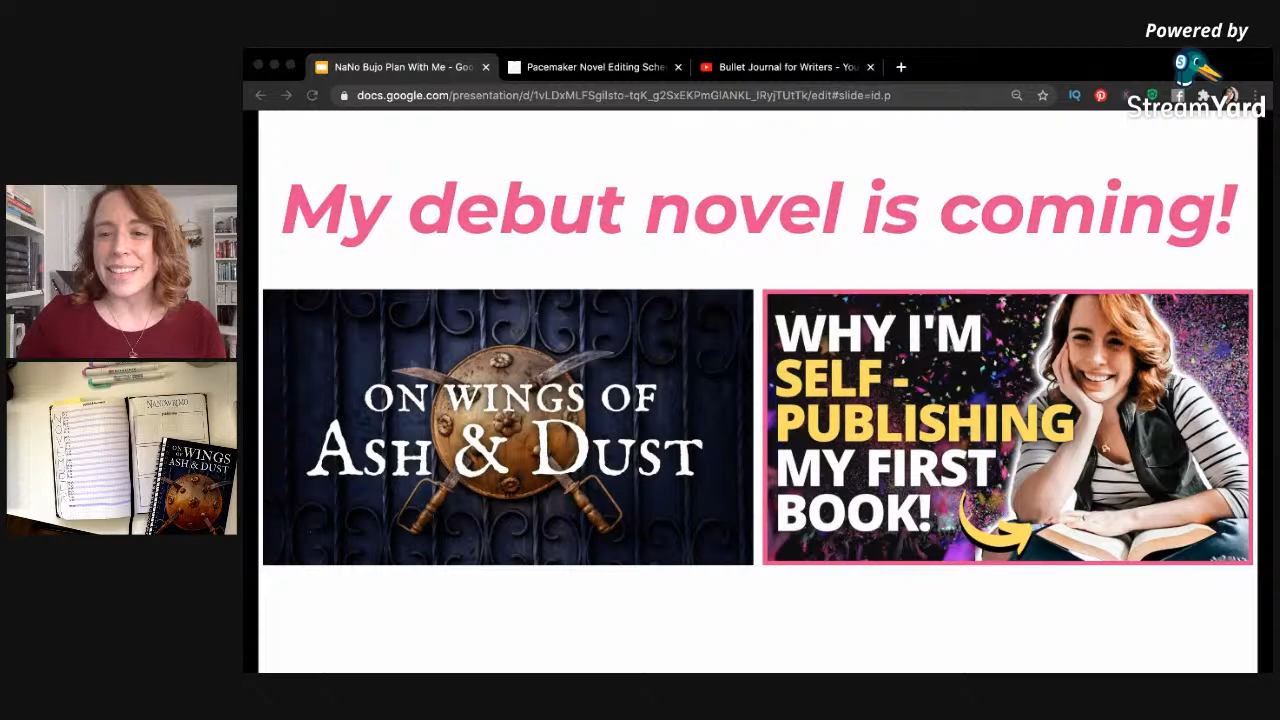 Powered by
StreamYard
NaNo Bujo Plan With Me - Goo
Pacemaker Novel Editing Sche
Bullet Journal for Writers - You
docs.google.com/presentation/d/1vLDxMLFSgiIsto-tqK_g2SxEKPmGlANKL_lRyjTUtTk/edit#slide=id.p
My debut novel is coming!
ON WINGS OF
ASH & DUST
WHY I'M
SELF-
PUBLISHING
MY FIRST
BOOK!
NANOWRIMO
ON WINGS
OF
ASH & DUST